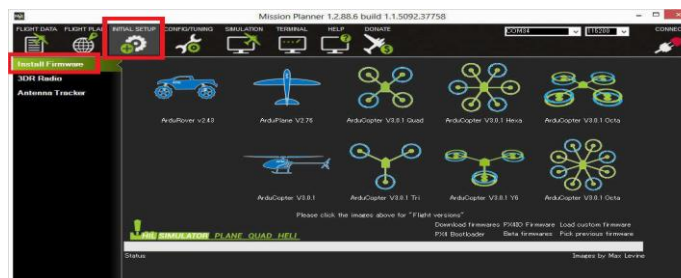 Mission Planner 1.2.88.6 build 1.1.5092.37758
FLIGHT DATA FLIGHT PLAN INITIAL SETUP CONFIG/TUNING SIMULATION TERMINAL HELP DONATE COM34 115200 CONNECT
Install Firmware
3DR Radio
Antenna Tracker
ArduRover v2.43 ArduPlane V2.76 ArduCopter V3.0.1 Quad ArduCopter V3.0.1 Hexa ArduCopter V3.0.1 Octa
ArduCopter V3.0.1 ArduCopter V3.0.1 Tri ArduCopter V3.0.1 Y6 ArduCopter V3.0.1 Octa
Please click the images above for "Flight versions"
Download firmwares PX4IO Firmware Load custom firmware
HIL SIMULATOR PLANE QUAD HELI PX4 Bootloader Beta firmwares Pick previous firmware
Status Images by Max Levine